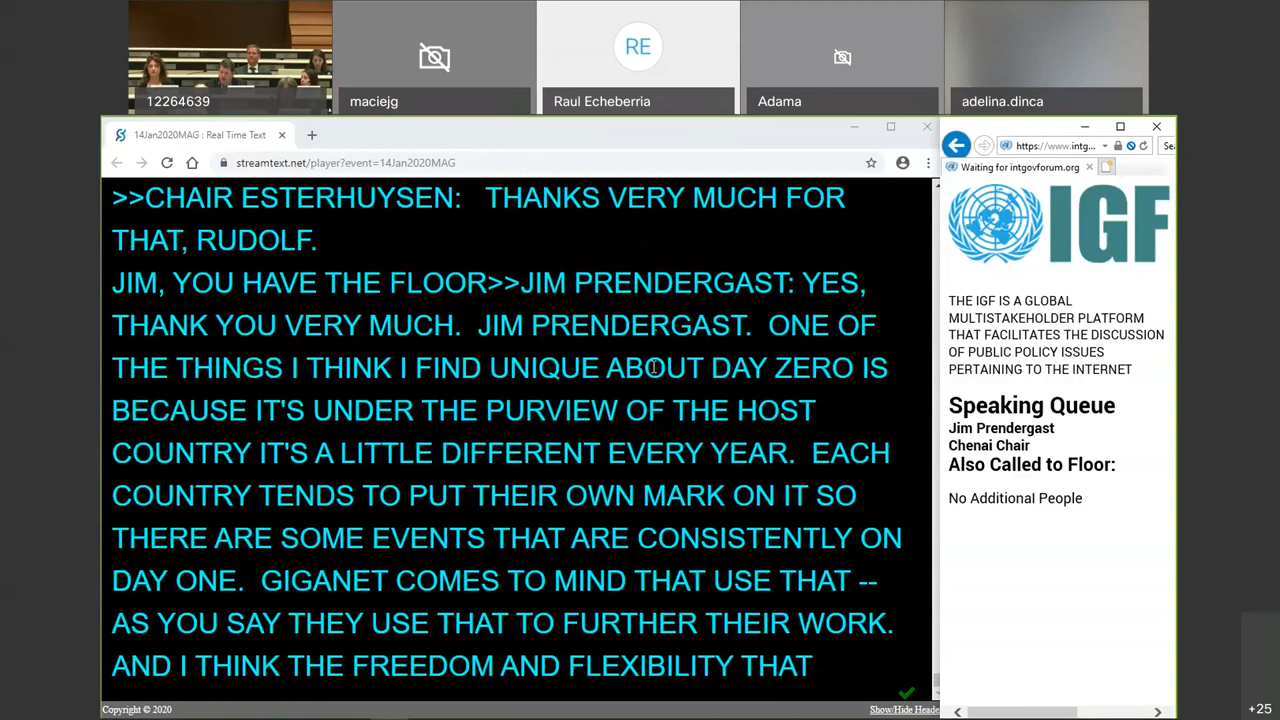 RE
12264639
maciejg
Raul Echeberria
Adama
adelina.dinca
14Jan2020MAG : Real Time Text
streamtext.net/player?event=14Jan2020MAG
>>CHAIR ESTERHUYSEN:   THANKS VERY MUCH FOR
THAT, RUDOLF.
JIM, YOU HAVE THE FLOOR>>JIM PRENDERGAST: YES,
THANK YOU VERY MUCH.  JIM PRENDERGAST.  ONE OF
THE THINGS I THINK I FIND UNIQUE ABOUT DAY ZERO IS
BECAUSE IT'S UNDER THE PURVIEW OF THE HOST
COUNTRY IT'S A LITTLE DIFFERENT EVERY YEAR.  EACH
COUNTRY TENDS TO PUT THEIR OWN MARK ON IT SO
THERE ARE SOME EVENTS THAT ARE CONSISTENTLY ON
DAY ONE.  GIGANET COMES TO MIND THAT USE THAT --
AS YOU SAY THEY USE THAT TO FURTHER THEIR WORK.
AND I THINK THE FREEDOM AND FLEXIBILITY THAT
Copyright © 2020
Show/Hide Heade
https://www.intg...
Sea
Waiting for intgovforum.org
IGF
THE IGF IS A GLOBAL
MULTISTAKEHOLDER PLATFORM
THAT FACILITATES THE DISCUSSION
OF PUBLIC POLICY ISSUES
PERTAINING TO THE INTERNET
Speaking Queue
Jim Prendergast
Chenai Chair
Also Called to Floor:
No Additional People
+25